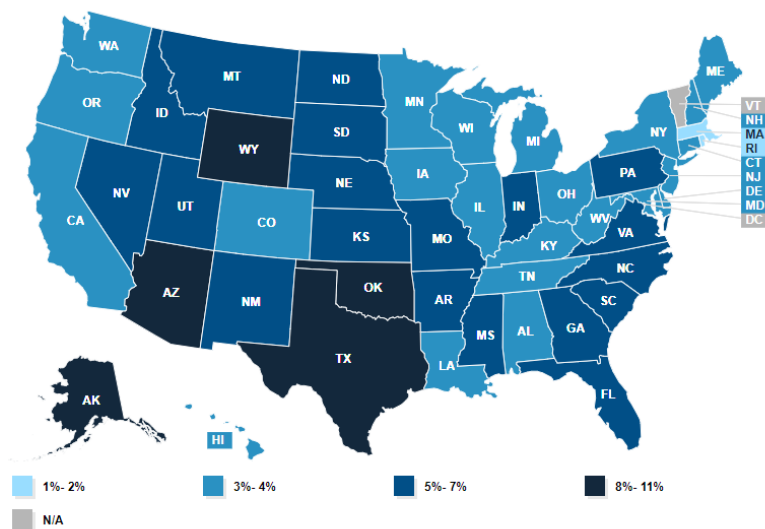 WA
MT
ND
MN
ME
OR
ID
SD
WI
MI
NY
VT
NH
MA
RI
CT
NJ
DE
MD
DC
WY
IA
PA
NV
UT
NE
CO
IL
IN
OH
WV
VA
CA
KS
MO
KY
TN
NC
AZ
NM
OK
AR
SC
TX
LA
MS
AL
GA
FL
AK
HI
1%- 2%
3%- 4%
5%- 7%
8%- 11%
N/A